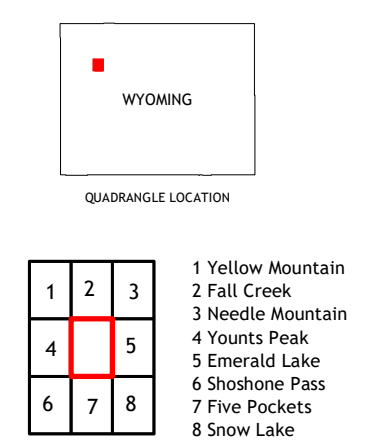 WYOMING
QUADRANGLE LOCATION
1 2 3
4 5
6 7 8
1 Yellow Mountain
2 Fall Creek
3 Needle Mountain
4 Younts Peak
5 Emerald Lake
6 Shoshone Pass
7 Five Pockets
8 Snow Lake